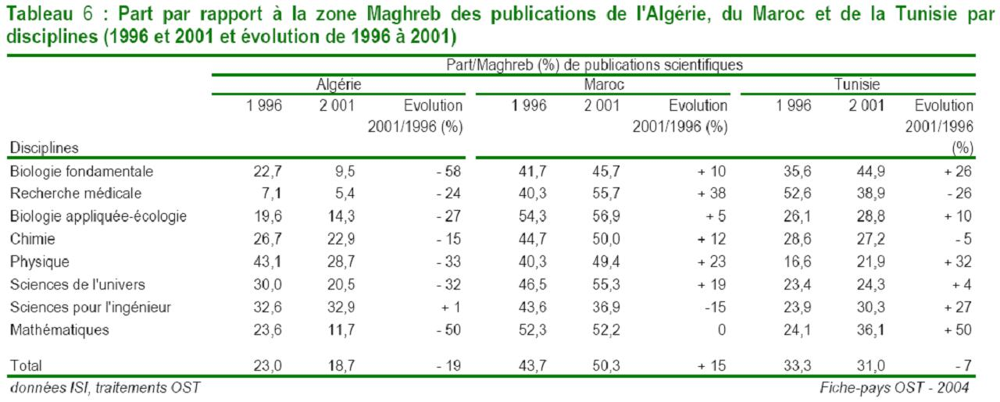 Tableau 6 : Part par rapport à la zone Maghreb des publications de l'Algérie, du Maroc et de la Tunisie par
disciplines (1996 et 2001 et évolution de 1996 à 2001)
Part/Maghreb (%) de publications scientifiques
Algérie Maroc Tunisie
1 996 2 001 Evolution 1 996 2 001 Evolution 1 996 2 001 Evolution
2001/1996 (%) 2001/1996 (%) 2001/1996
Disciplines (%)
Biologie fondamentale 22,7 9,5 - 58 41,7 45,7 + 10 35,6 44,9 + 26
Recherche médicale 7,1 5,4 - 24 40,3 55,7 + 38 52,6 38,9 - 26
Biologie appliquée-écologie 19,6 14,3 - 27 54,3 56,9 + 5 26,1 28,8 + 10
Chimie 26,7 22,9 - 15 44,7 50,0 + 12 28,6 27,2 - 5
Physique 43,1 28,7 - 33 40,3 49,4 + 23 16,6 21,9 + 32
Sciences de l'univers 30,0 20,5 - 32 46,5 55,3 + 19 23,4 24,3 + 4
Sciences pour l'ingénieur 32,6 32,9 + 1 43,6 36,9 -15 23,9 30,3 + 27
Mathématiques 23,6 11,7 - 50 52,3 52,2 0 24,1 36,1 + 50
Total 23,0 18,7 - 19 43,7 50,3 + 15 33,3 31,0 - 7
données ISI, traitements OST Fiche-pays OST - 2004